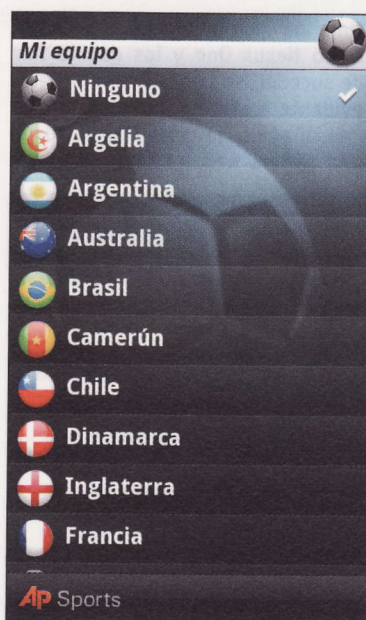 Mi equipo
Ninguno
Argelia
Argentina
Australia
Brasil
Camerún
Chile
Dinamarca
Inglaterra
Francia
AP Sports